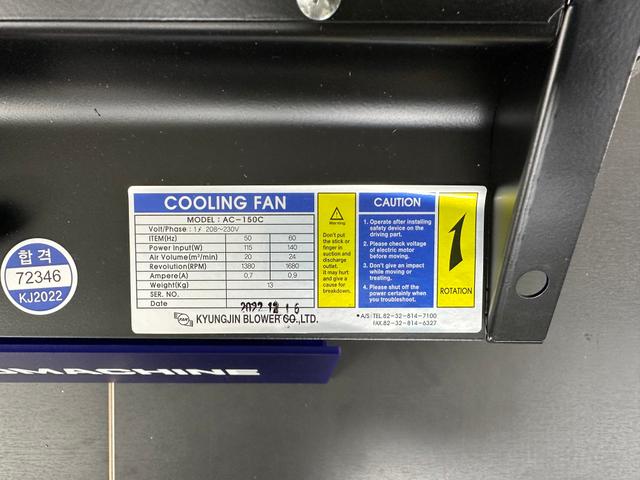 COOLING FAN
MODEL: AC-150C
Volt/Phase : 1∮ 208~230V
ITEM(Hz) 50 60
Power Input(W) 115 140
Air Volume(m³/min) 20 24
Revolution(RPM) 1380 1680
Ampere(A) 0.7 0.9
Weight(Kg) 13
SER. NO.
Date 2022 12 16
FAN KYUNGJIN BLOWER CO.,LTD.
Warning
Don't put
the stick or
finger in
suction and
discharge
outlet.
It may hurt
and give a
cause for
breakdown.
CAUTION
1. Operate after installing
safety device on the
driving part.
2. Please check voltage
of electric motor
before moving.
3. Don't give an impact
while moving or
treating.
4. Please shut off the
power certainly when
you troubleshoot.
ROTATION
• A/S : TEL.82-32-814-7100
FAX.82-32-814-6327
합격
72346
KJ2022
MACHINE